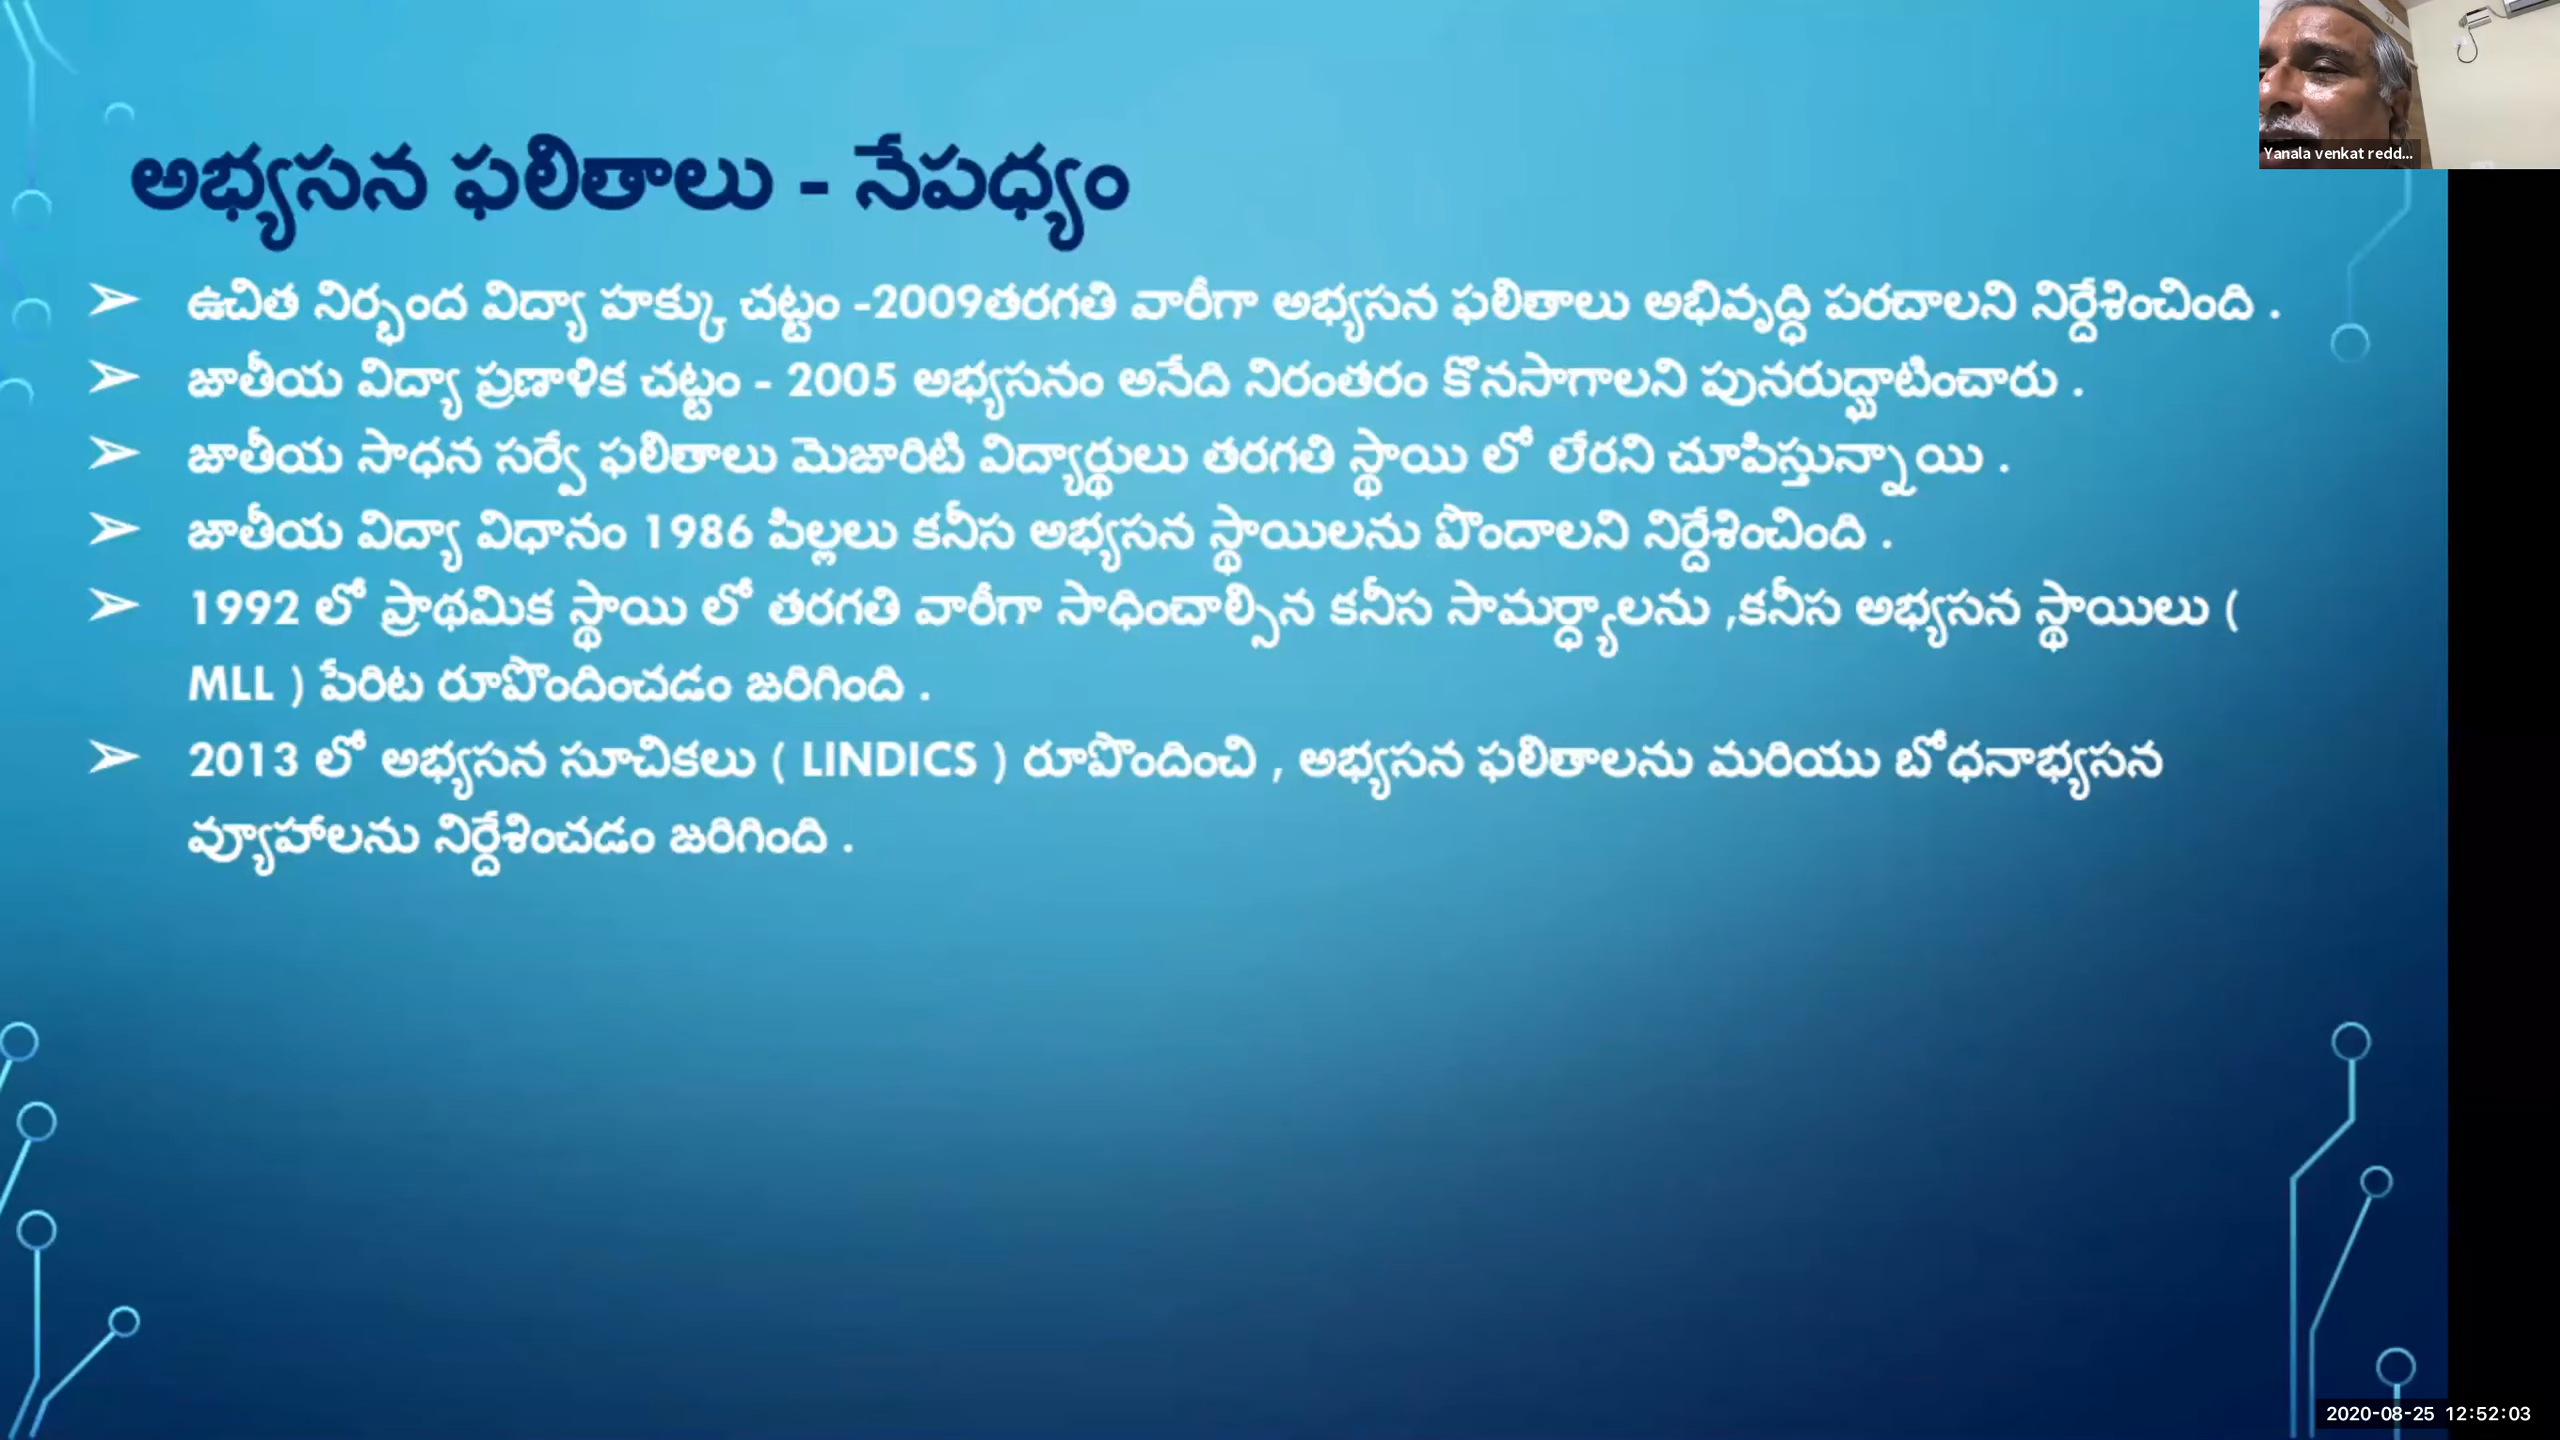 Yanala venkat redd...
అభ్యసన ఫలితాలు - నేపధ్యం
➢ ఉచిత నిర్భంద విద్యా హక్కు చట్టం -2009తరగతి వారీగా అభ్యసన ఫలితాలు అభివృద్ధి పరచాలని నిర్దేశించింది .
➢ జాతీయ విద్యా ప్రణాళిక చట్టం - 2005 అభ్యసనం అనేది నిరంతరం కొనసాగాలని పునరుద్ఘాటించారు .
➢ జాతీయ సాధన సర్వే ఫలితాలు మెజారిటి విద్యార్థులు తరగతి స్థాయి లో లేరని చూపిస్తున్నాయి .
➢ జాతీయ విద్యా విధానం 1986 పిల్లలు కనీస అభ్యసన స్థాయిలను పొందాలని నిర్దేశించింది .
➢ 1992 లో ప్రాథమిక స్థాయి లో తరగతి వారీగా సాధించాల్సిన కనీస సామర్ధ్యాలను ,కనీస అభ్యసన స్థాయిలు (
MLL ) పేరిట రూపొందించడం జరిగింది .
➢ 2013 లో అభ్యసన సూచికలు ( LINDICS ) రూపొందించి , అభ్యసన ఫలితాలను మరియు బోధనాభ్యసన
వ్యూహాలను నిర్దేశించడం జరిగింది .
2020-08-25 12:52:03